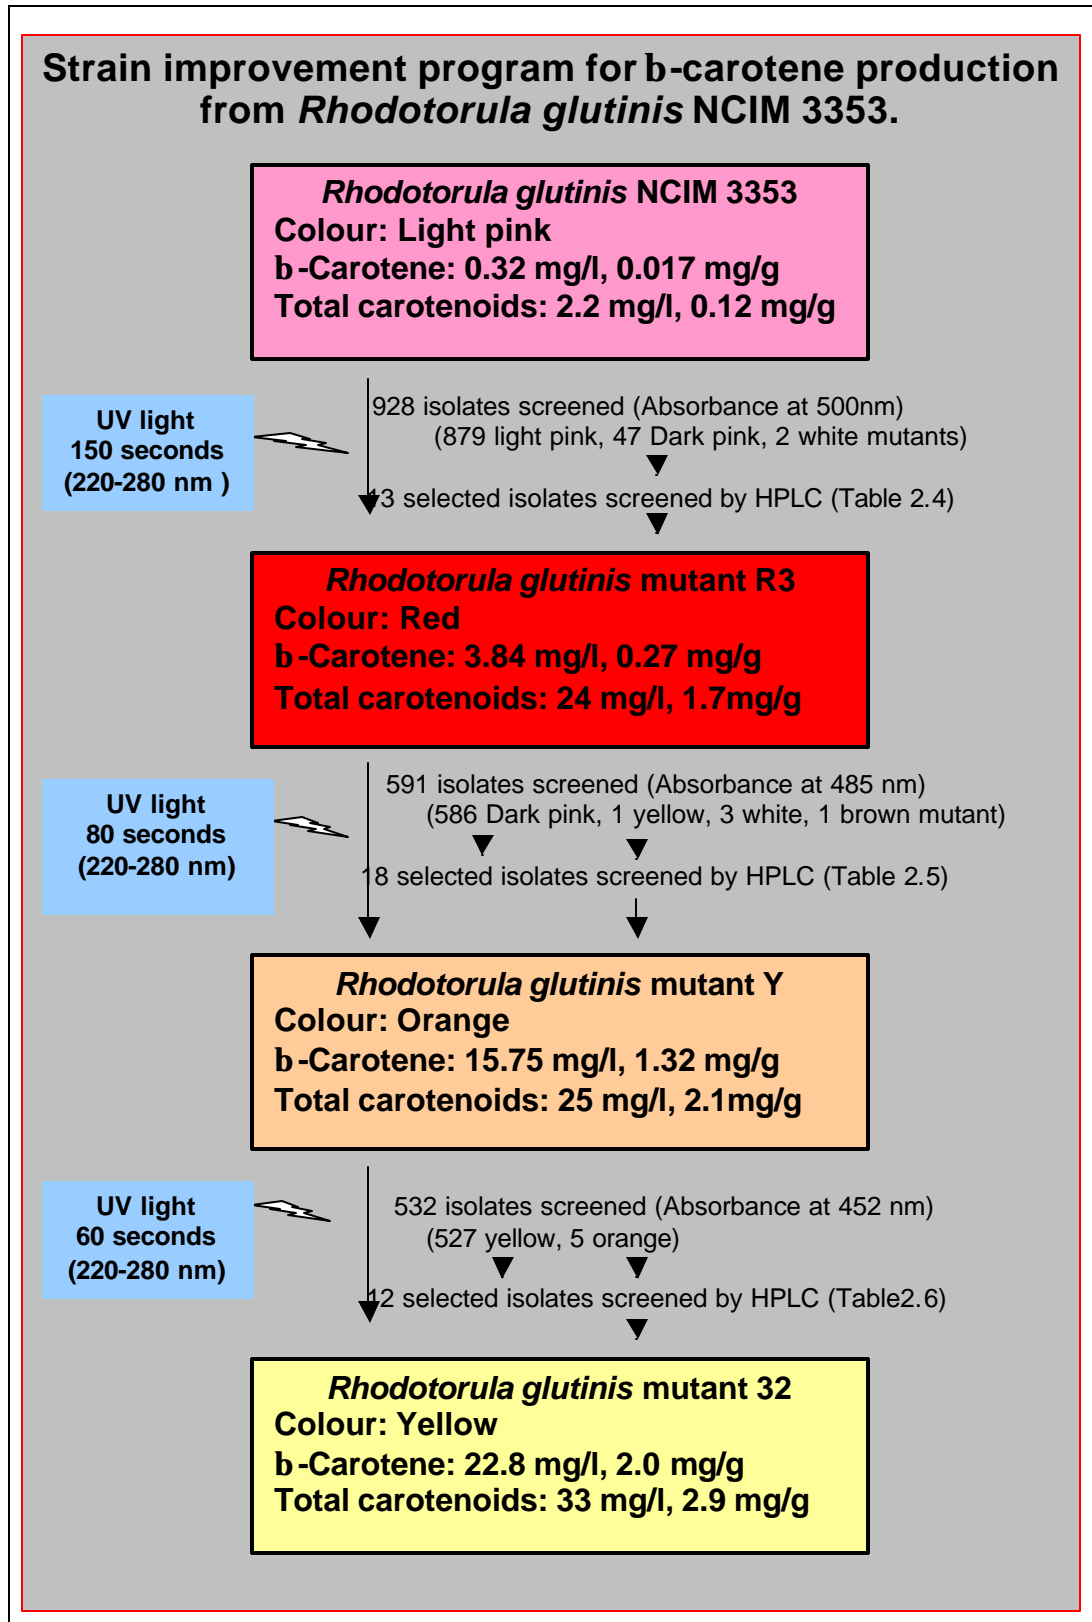 Strain improvement program for b-carotene production
from Rhodotorula glutinis NCIM 3353.
Rhodotorula glutinis NCIM 3353
Colour: Light pink
b-Carotene: 0.32 mg/l, 0.017 mg/g
Total carotenoids: 2.2 mg/l, 0.12 mg/g
UV light
150 seconds
(220-280 nm )
928 isolates screened (Absorbance at 500nm)
(879 light pink, 47 Dark pink, 2 white mutants)
13 selected isolates screened by HPLC (Table 2.4)
Rhodotorula glutinis mutant R3
Colour: Red
b-Carotene: 3.84 mg/l, 0.27 mg/g
Total carotenoids: 24 mg/l, 1.7mg/g
UV light
80 seconds
(220-280 nm)
591 isolates screened (Absorbance at 485 nm)
(586 Dark pink, 1 yellow, 3 white, 1 brown mutant)
18 selected isolates screened by HPLC (Table 2.5)
Rhodotorula glutinis mutant Y
Colour: Orange
b-Carotene: 15.75 mg/l, 1.32 mg/g
Total carotenoids: 25 mg/l, 2.1mg/g
UV light
60 seconds
(220-280 nm)
532 isolates screened (Absorbance at 452 nm)
(527 yellow, 5 orange)
12 selected isolates screened by HPLC (Table2.6)
Rhodotorula glutinis mutant 32
Colour: Yellow
b-Carotene: 22.8 mg/l, 2.0 mg/g
Total carotenoids: 33 mg/l, 2.9 mg/g